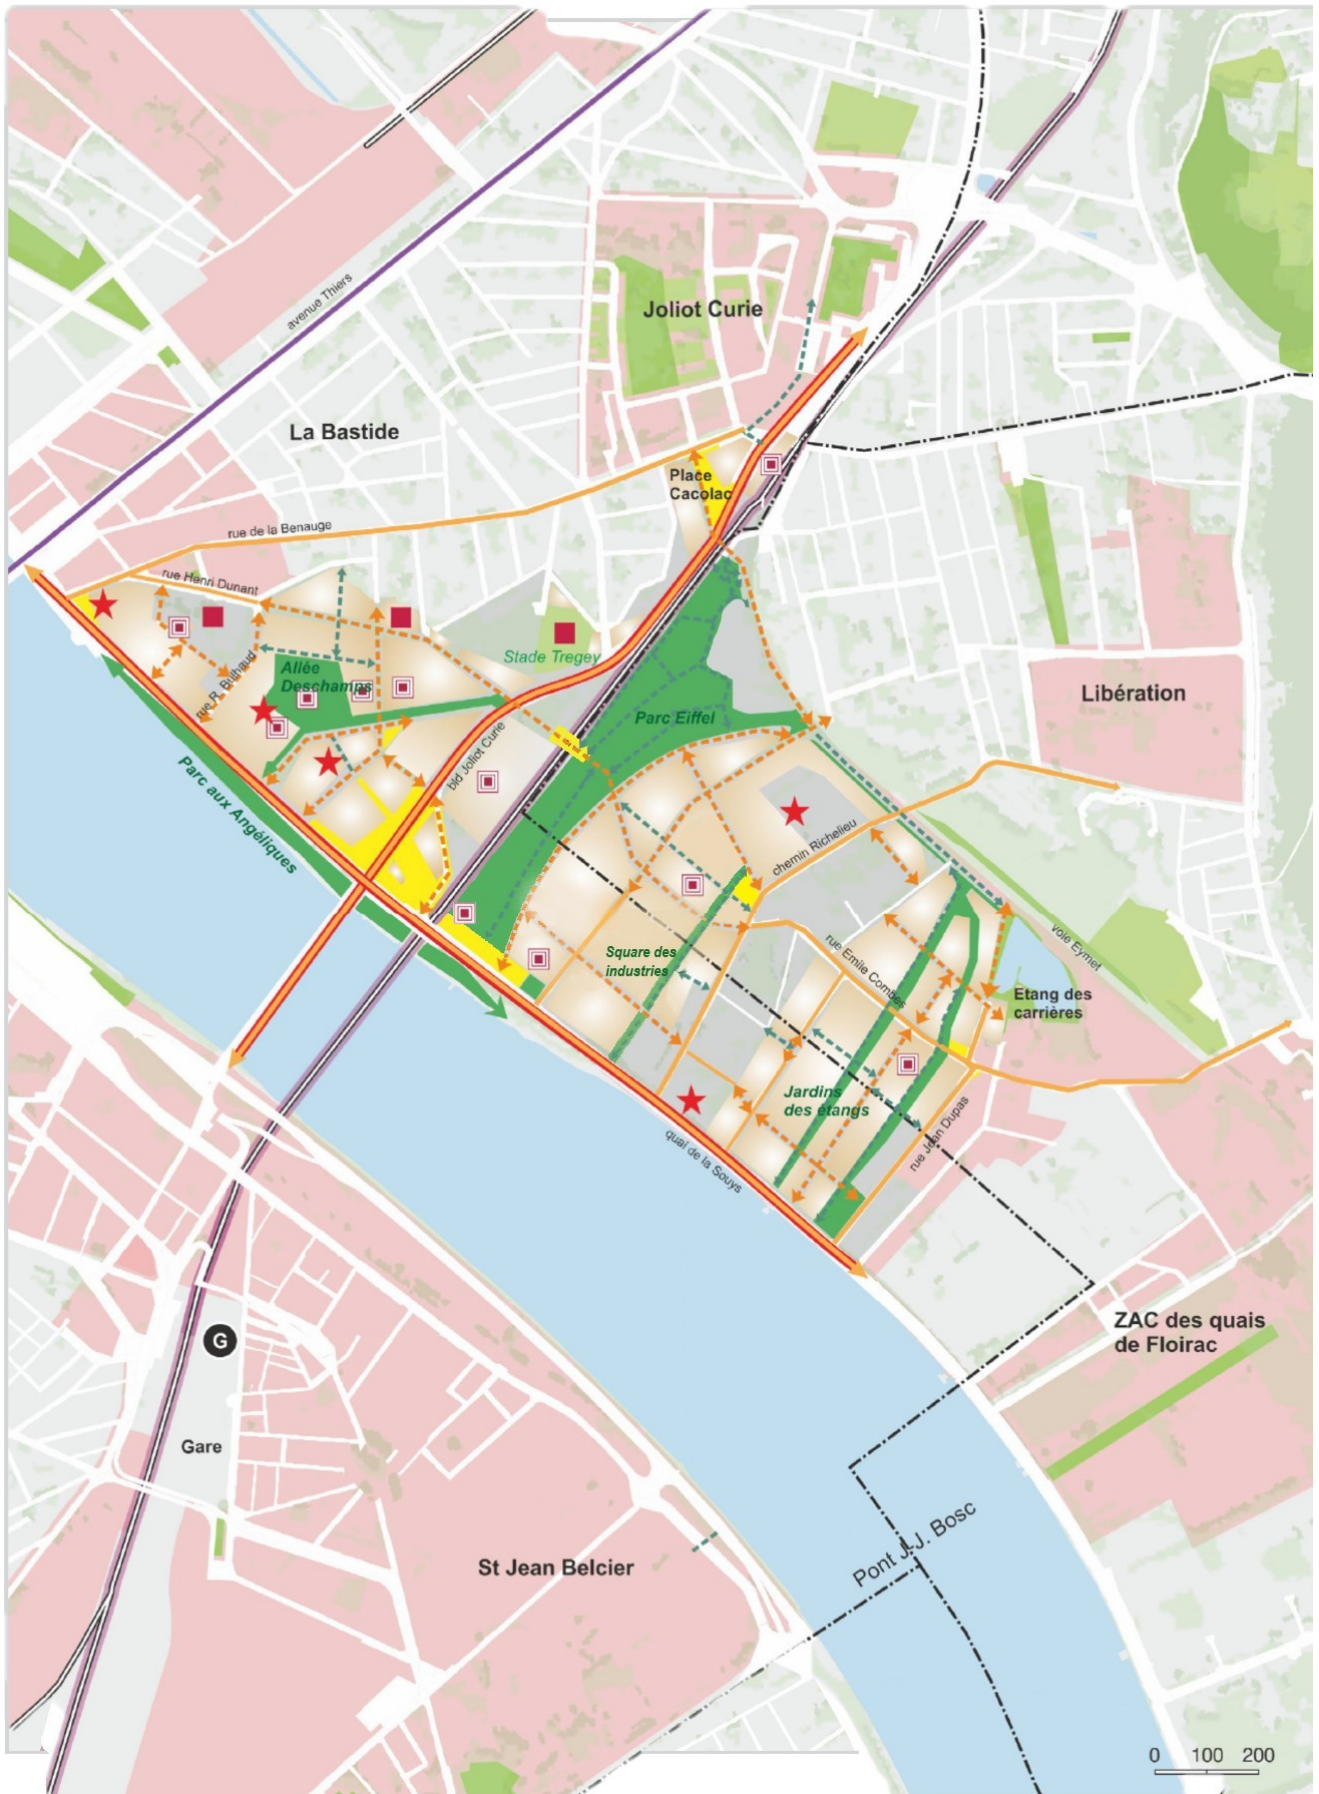 avenue Thiers
Joliot Curie
La Bastide
Place
Cacolac
rue de la Benauge
rue Henri Dunant
Stade Tregey
Allée
Deschamps
rue R. Bulhaud
Libération
Parc Eiffel
bld Joliot Curie
Parc aux Angéliques
chemin Richelieu
Square des
industries
rue Emile Combes
voie Eymet
Etang des
carrières
Jardins
des étangs
rue Jean Dupas
quai de la Souys
G
Gare
ZAC des quais
de Floirac
Pont J.J. Bosc
St Jean Belcier
0 100 200